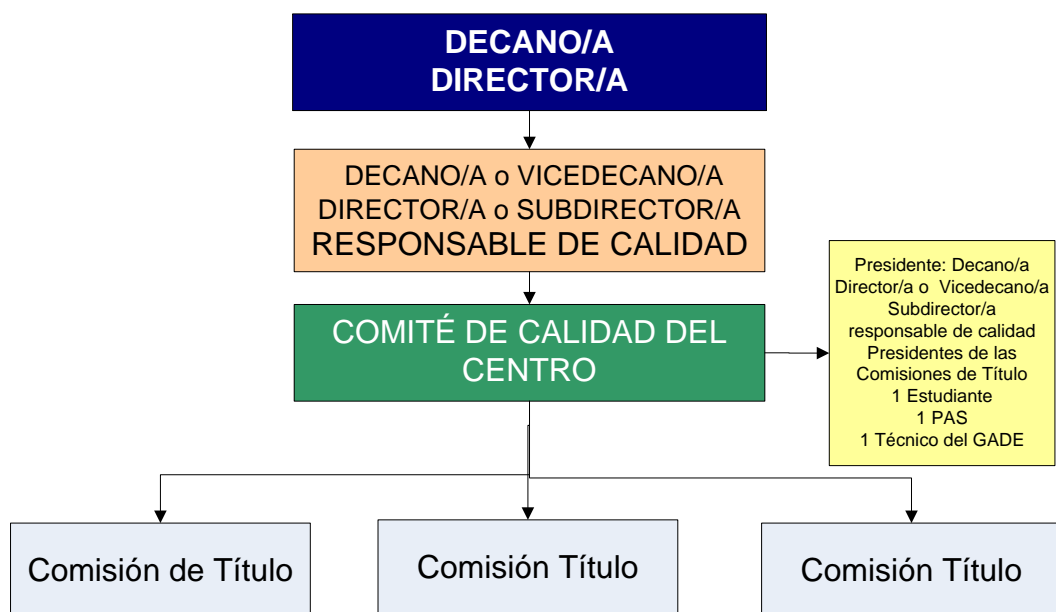 DECANO/A
DIRECTOR/A
DECANO/A o VICEDECANO/A
DIRECTOR/A o SUBDIRECTOR/A
RESPONSABLE DE CALIDAD
COMITÉ DE CALIDAD DEL
CENTRO
Presidente: Decano/a
Director/a o Vicedecano/a
Subdirector/a
responsable de calidad
Presidentes de las
Comisiones de Título
1 Estudiante
1 PAS
1 Técnico del GADE
Comisión de Título
Comisión Título
Comisión Título